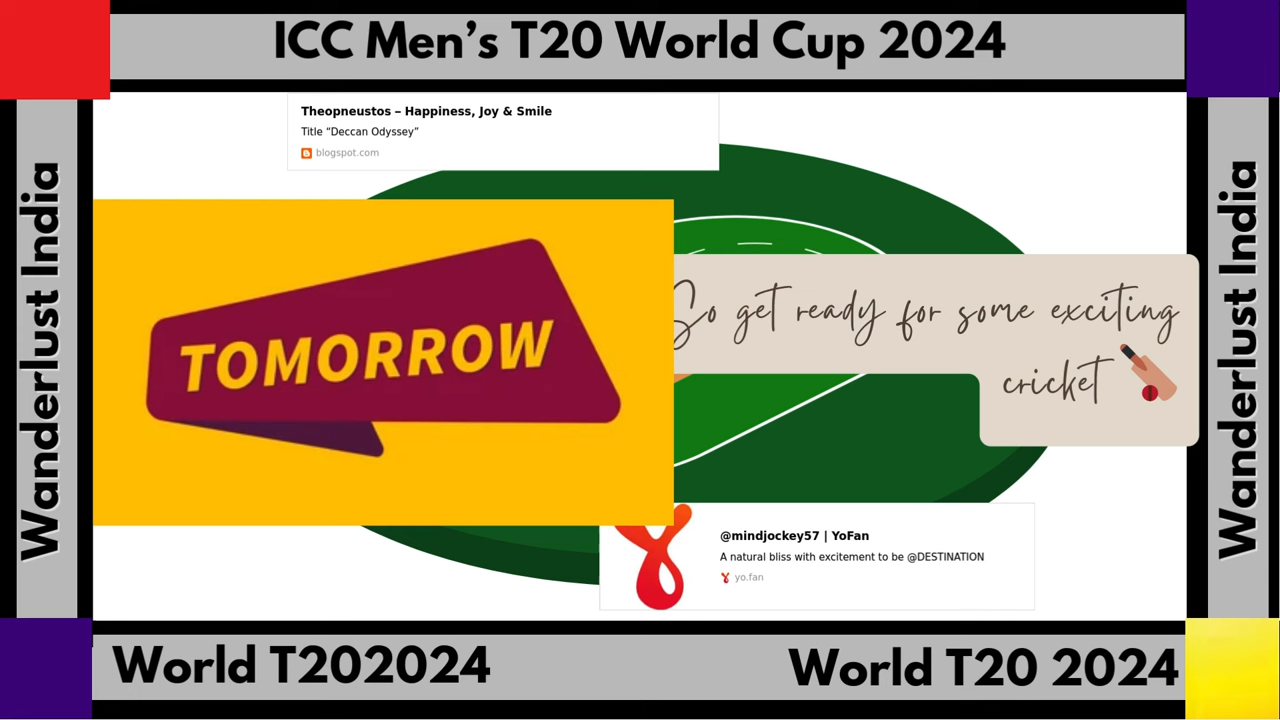 ICC Men’s T20 World Cup 2024
Theopneustos – Happiness, Joy & Smile
Title “Deccan Odyssey”
blogspot.com
Wanderlust India
TOMORROW
So get ready for some exciting
cricket
Wanderlust India
@mindjockey57 | YoFan
A natural bliss with excitement to be @DESTINATION
yo.fan
World T202024
World T20 2024